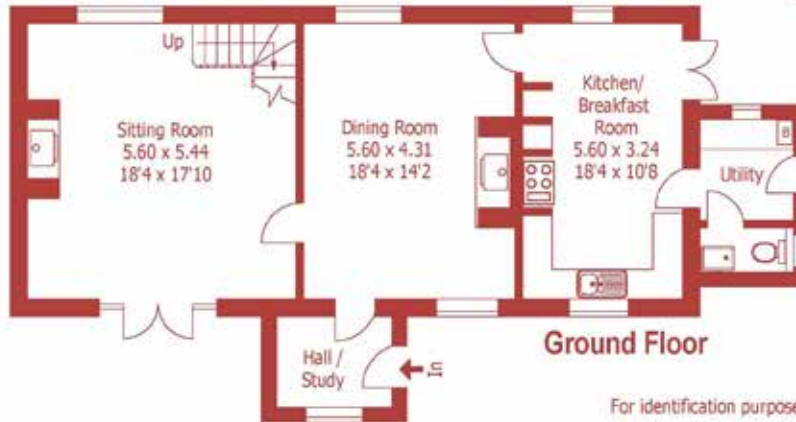 Up
Sitting Room
5.60 x 5.44
18'4 x 17'10
Dining Room
5.60 x 4.31
18'4 x 14'2
Kitchen/
Breakfast
Room
5.60 x 3.24
18'4 x 10'8
Utility
Hall /
Study
In
Ground Floor
For identification purpose